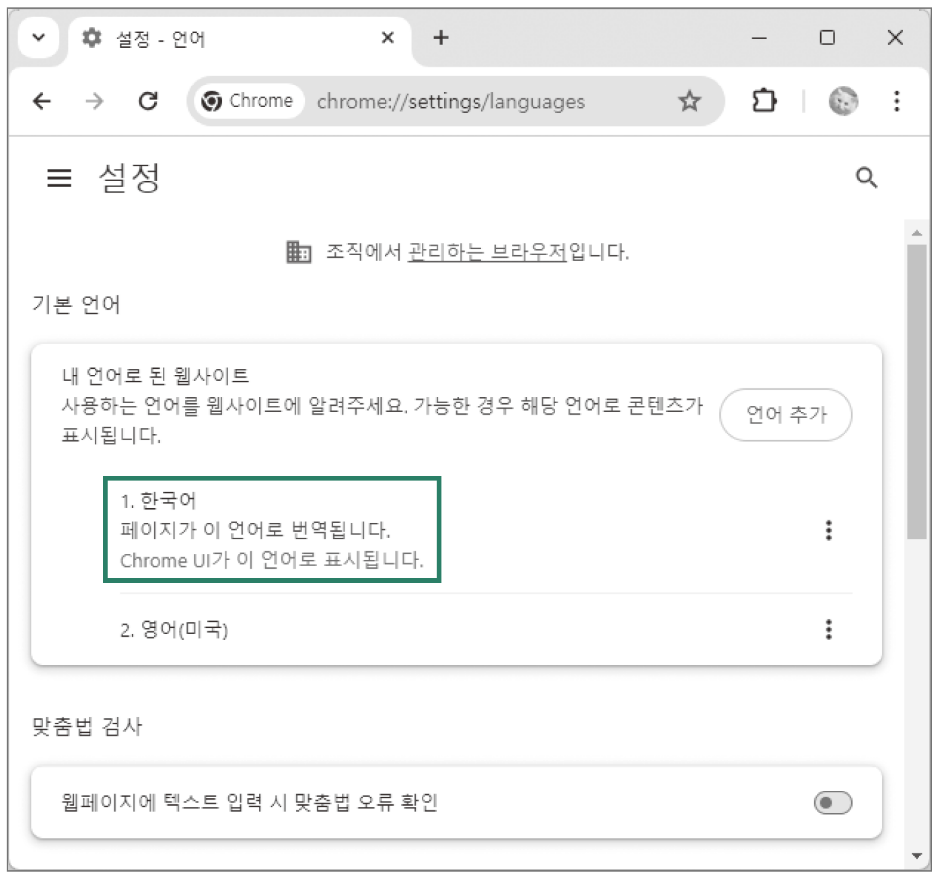 설정 - 언어
Chrome chrome://settings/languages
설정
조직에서 관리하는 브라우저입니다.
기본 언어
내 언어로 된 웹사이트
사용하는 언어를 웹사이트에 알려주세요. 가능한 경우 해당 언어로 콘텐츠가
표시됩니다.
언어 추가
1. 한국어
페이지가 이 언어로 번역됩니다.
Chrome UI가 이 언어로 표시됩니다.
2. 영어(미국)
맞춤법 검사
웹페이지에 텍스트 입력 시 맞춤법 오류 확인